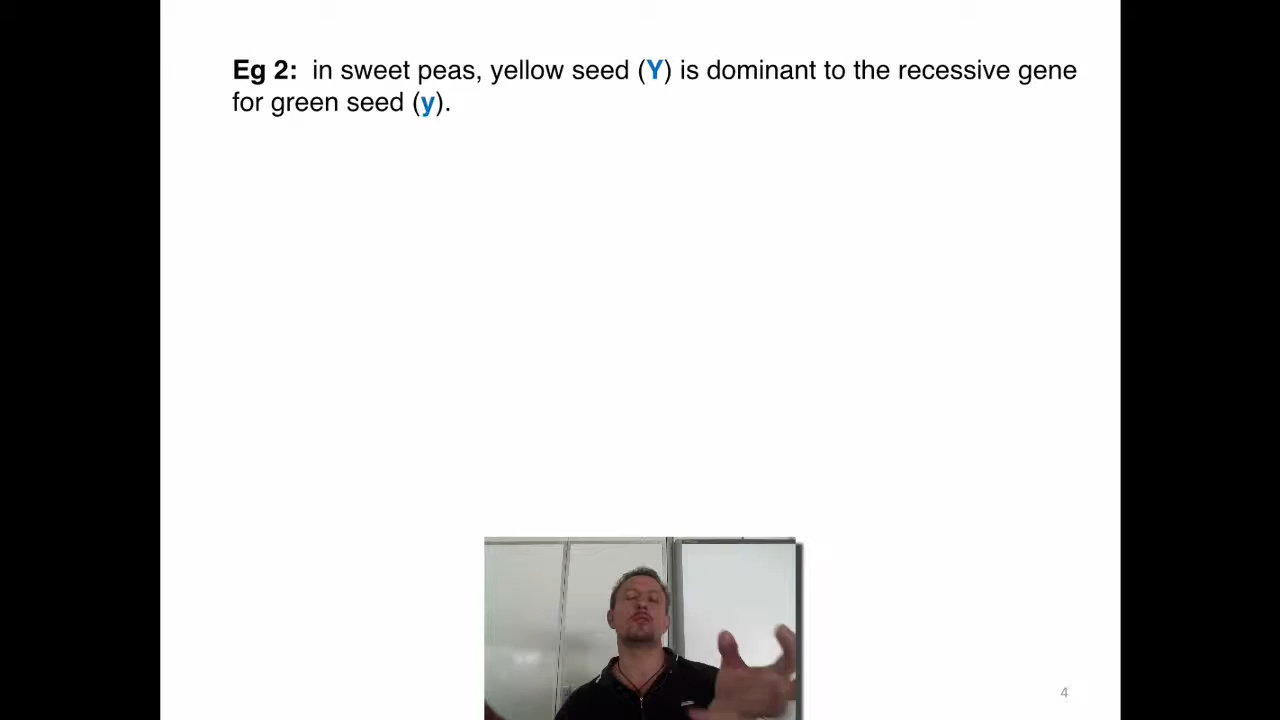 Eg 2: in sweet peas, yellow seed (Y) is dominant to the recessive gene
for green seed (y).
4